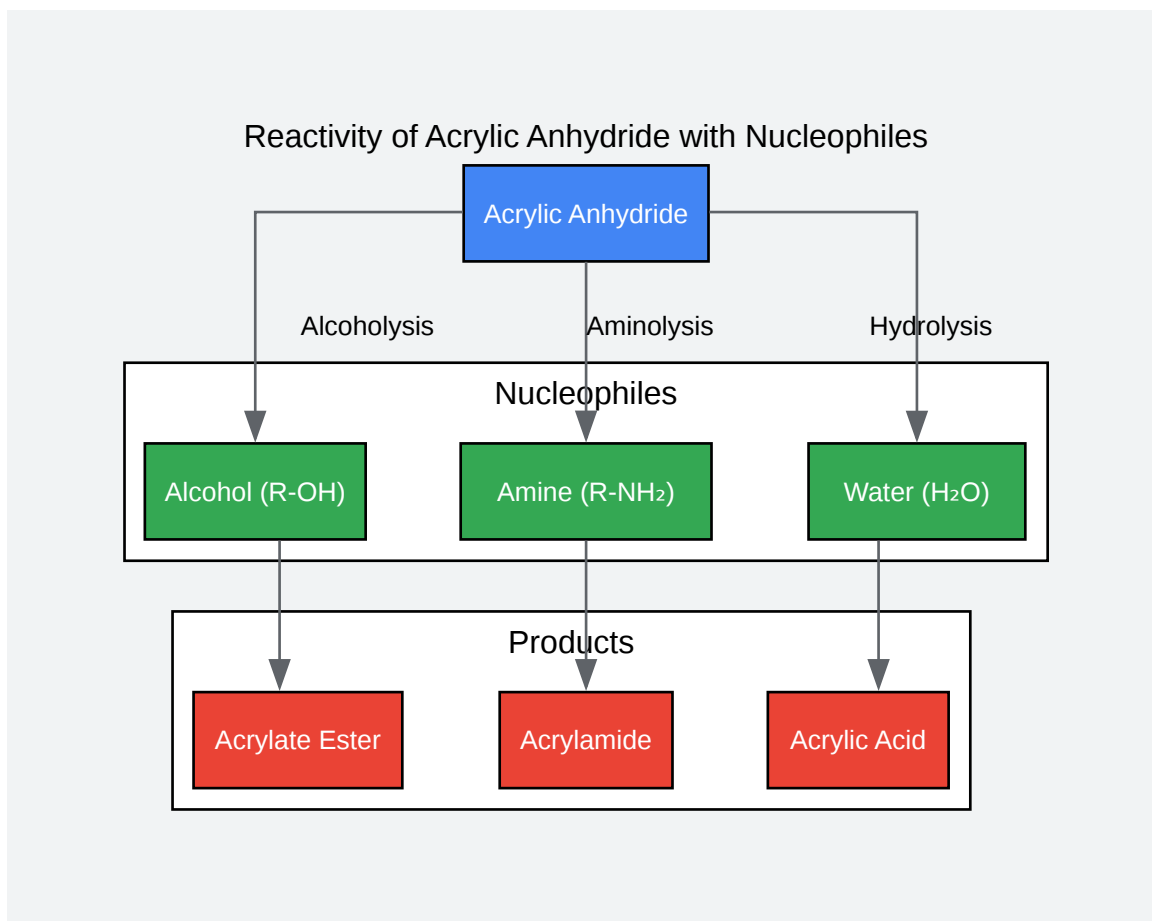 Reactivity of Acrylic Anhydride with Nucleophiles
Acrylic Anhydride
Alcoholysis
Aminolysis
Hydrolysis
Nucleophiles
Alcohol (R-OH)
Amine (R-NH₂)
Water (H₂O)
Products
Acrylate Ester
Acrylamide
Acrylic Acid